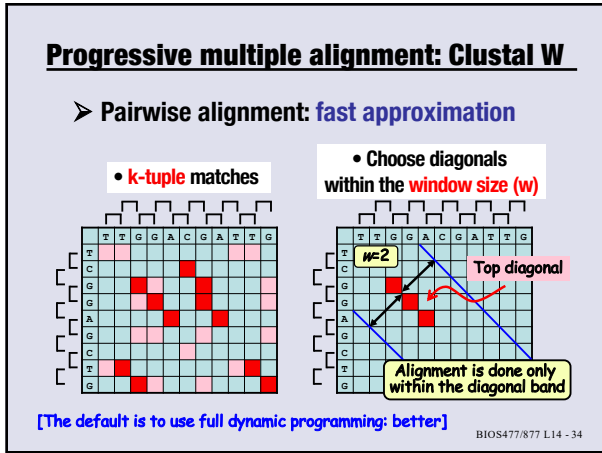 Progressive multiple alignment: Clustal W
➤ Pairwise alignment: fast approximation
• k-tuple matches
• Choose diagonals
within the window size (w)
T T G G A C G A T T G
T
C
G
G
A
G
C
T
G
T T G G A C G A T T G
T
C
G
G
A
G
C
T
G
w=2
Top diagonal
Alignment is done only
within the diagonal band
[The default is to use full dynamic programming: better]
BIOS477/877 L14 - 34